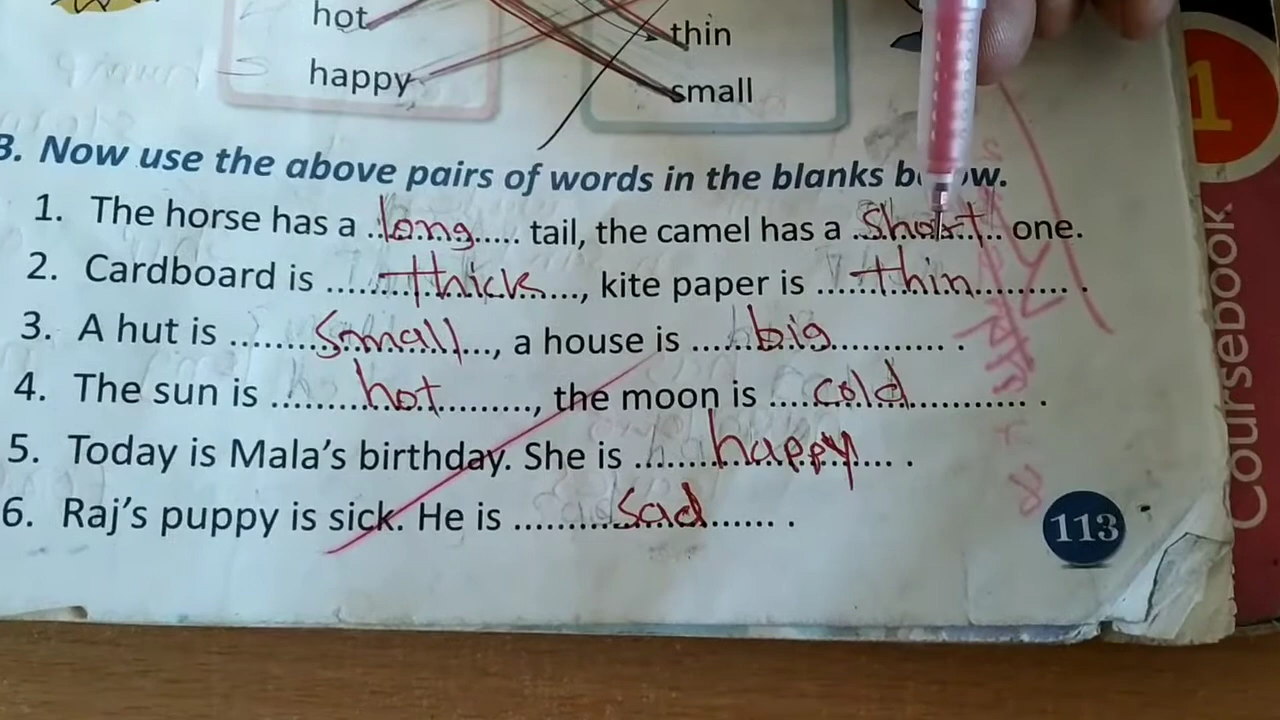 hot
thin
happy
small
B. Now use the above pairs of words in the blanks below.
1. The horse has a ..long..... tail, the camel has a ..short.. one.
2. Cardboard is ......thick......, kite paper is ......thin.......... .
3. A hut is ........small...., a house is ......big........... .
4. The sun is ........hot.........., the moon is .....cold........... .
5. Today is Mala's birthday. She is .......happy.... .
6. Raj's puppy is sick. He is ..........sad....... .
113
Coursebook
1